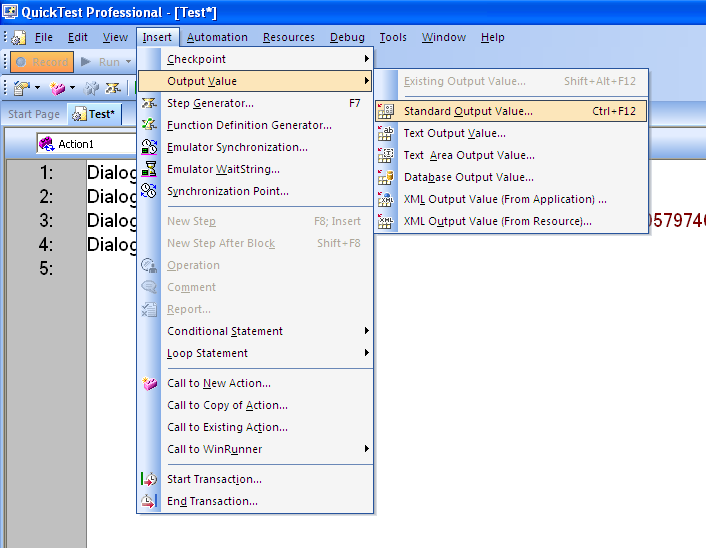 QuickTest Professional - [Test*]
File Edit View Insert Automation Resources Debug Tools Window Help
Record Run
Start Page Test*
Action1
1: Dialog
2: Dialog
3: Dialog 0579746
4: Dialog
5:
Checkpoint
Output Value
Step Generator... F7
Function Definition Generator...
Emulator Synchronization...
Emulator WaitString...
Synchronization Point...
New Step F8; Insert
New Step After Block Shift+F8
Operation
Comment
Report...
Conditional Statement
Loop Statement
Call to New Action...
Call to Copy of Action...
Call to Existing Action...
Call to WinRunner
Start Transaction...
End Transaction...
Existing Output Value... Shift+Alt+F12
Standard Output Value... Ctrl+F12
Text Output Value...
Text Area Output Value...
Database Output Value...
XML Output Value (From Application) ...
XML Output Value (From Resource)...